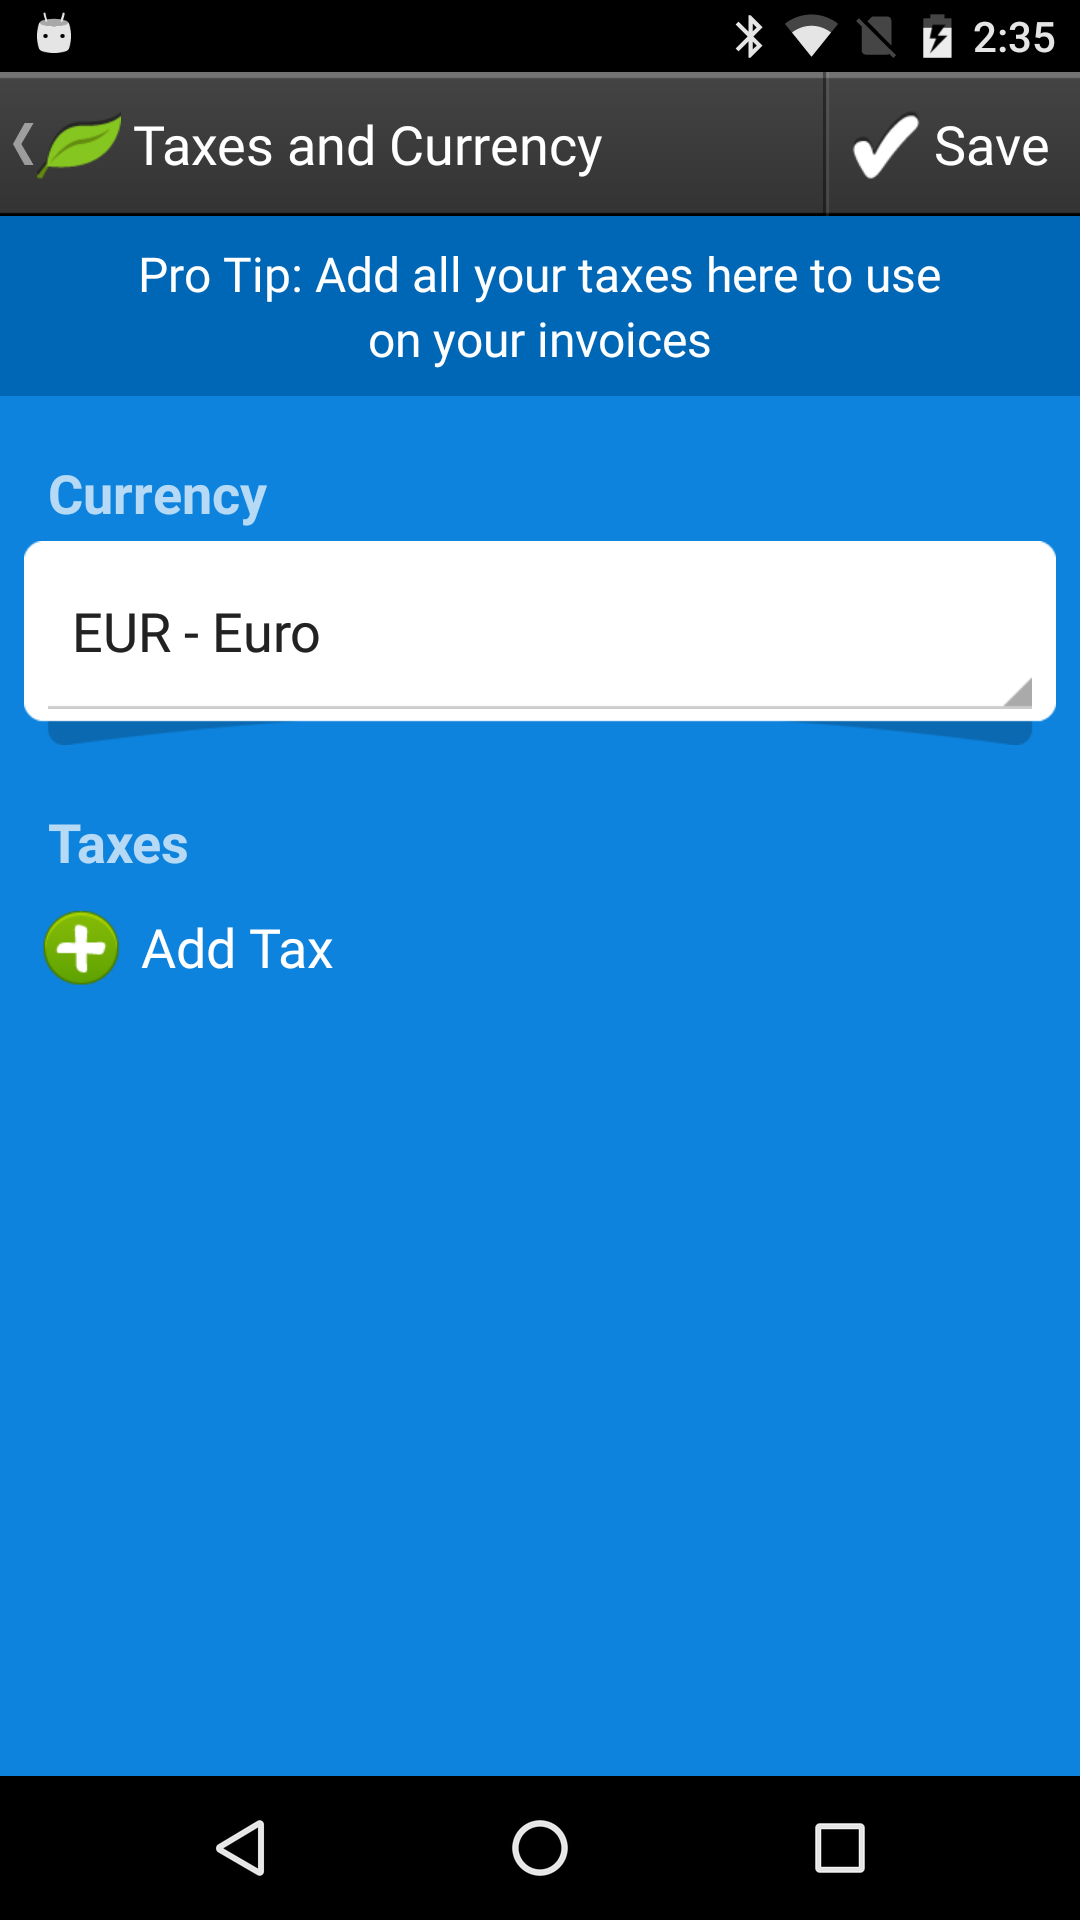 2:35
Taxes and Currency
Save
Pro Tip: Add all your taxes here to use
on your invoices
Currency
EUR - Euro
Taxes
Add Tax